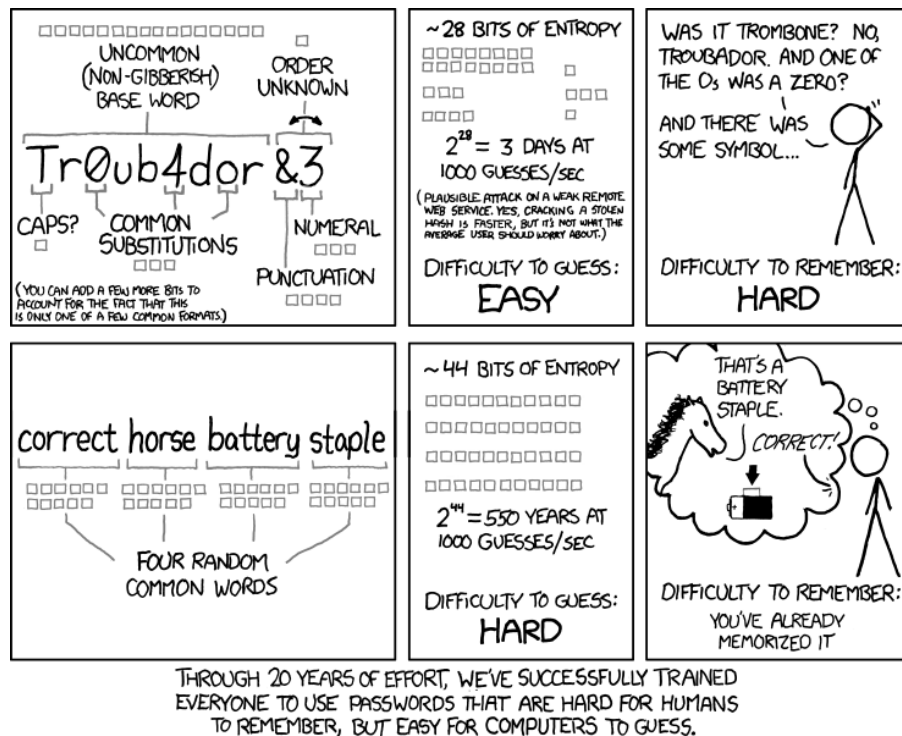 UNCOMMON
(NON-GIBBERISH)
BASE WORD
ORDER
UNKNOWN
Tr0ub4dor &3
CAPS?
COMMON
SUBSTITUTIONS
NUMERAL
PUNCTUATION
(YOU CAN ADD A FEW MORE BITS TO
ACCOUNT FOR THE FACT THAT THIS
IS ONLY ONE OF A FEW COMMON FORMATS.)
~28 BITS OF ENTROPY
2^28 = 3 DAYS AT
1000 GUESSES/SEC
(PLAUSIBLE ATTACK ON A WEAK REMOTE
WEB SERVICE. YES, CRACKING A STOLEN
HASH IS FASTER, BUT IT'S NOT WHAT THE
AVERAGE USER SHOULD WORRY ABOUT.)
DIFFICULTY TO GUESS:
EASY
WAS IT TROMBONE? NO,
TROUBADOR. AND ONE OF
THE Os WAS A ZERO?
AND THERE WAS
SOME SYMBOL...
DIFFICULTY TO REMEMBER:
HARD
correct horse battery staple
FOUR RANDOM
COMMON WORDS
~44 BITS OF ENTROPY
2^44 = 550 YEARS AT
1000 GUESSES/SEC
DIFFICULTY TO GUESS:
HARD
THAT'S A
BATTERY
STAPLE.
CORRECT!
DIFFICULTY TO REMEMBER:
YOU'VE ALREADY
MEMORIZED IT
THROUGH 20 YEARS OF EFFORT, WE'VE SUCCESSFULLY TRAINED
EVERYONE TO USE PASSWORDS THAT ARE HARD FOR HUMANS
TO REMEMBER, BUT EASY FOR COMPUTERS TO GUESS.